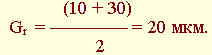 (10 + 30)
Gᵣ = ———————— = 20 мкм.
2